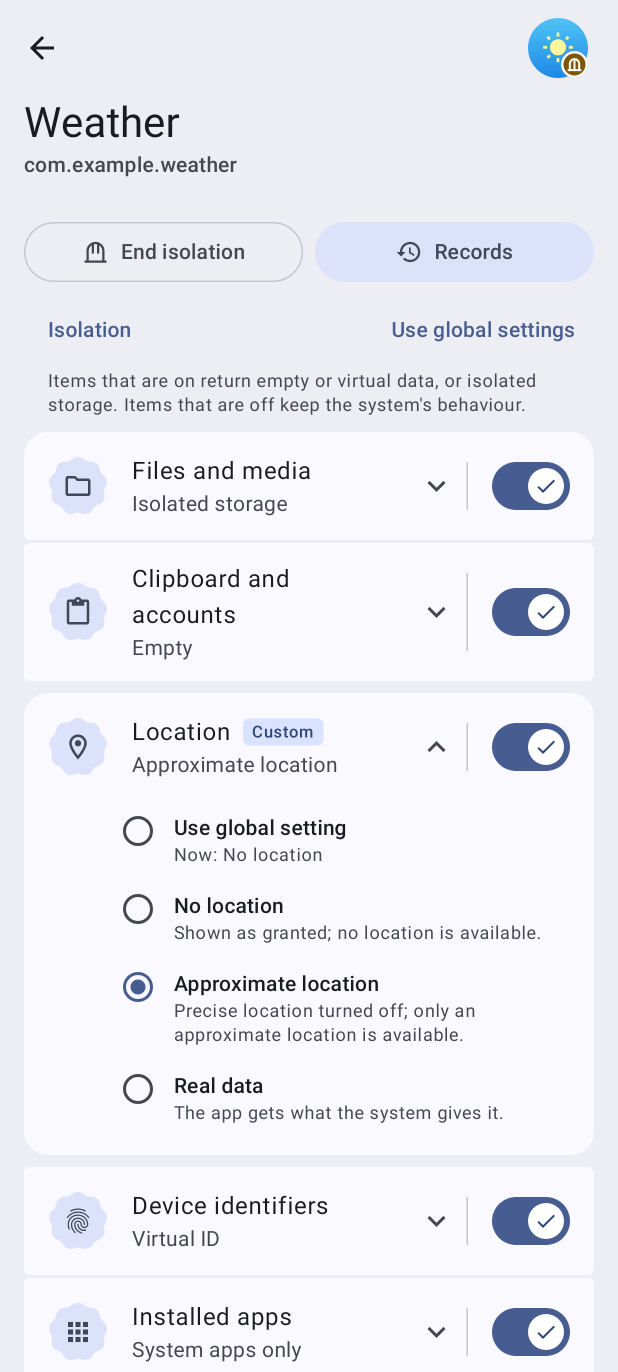 Weather
com.example.weather
End isolation
Records
Isolation
Use global settings
Items that are on return empty or virtual data, or isolated
storage. Items that are off keep the system's behaviour.
Files and media
Isolated storage
Clipboard and
accounts
Empty
Location Custom
Approximate location
Use global setting
Now: No location
No location
Shown as granted; no location is available.
Approximate location
Precise location turned off; only an
approximate location is available.
Real data
The app gets what the system gives it.
Device identifiers
Virtual ID
Installed apps
System apps only